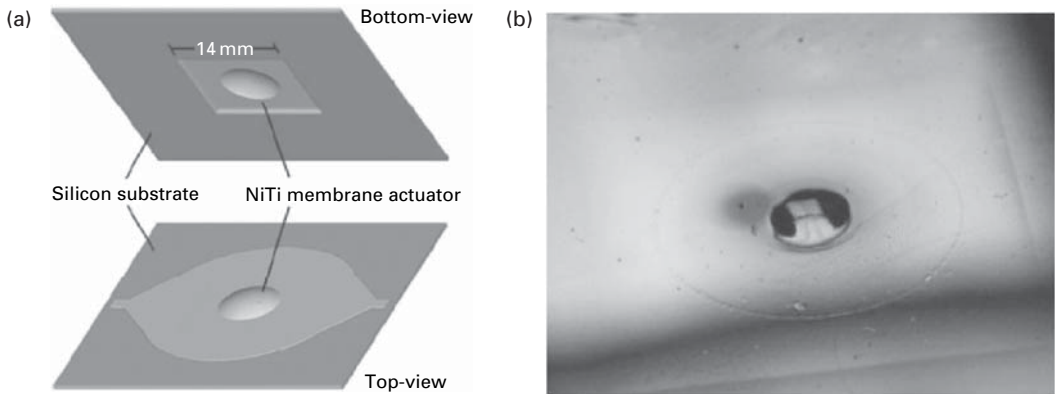 (a)
Bottom-view
14 mm
Silicon substrate
NiTi membrane actuator
Top-view
(b)